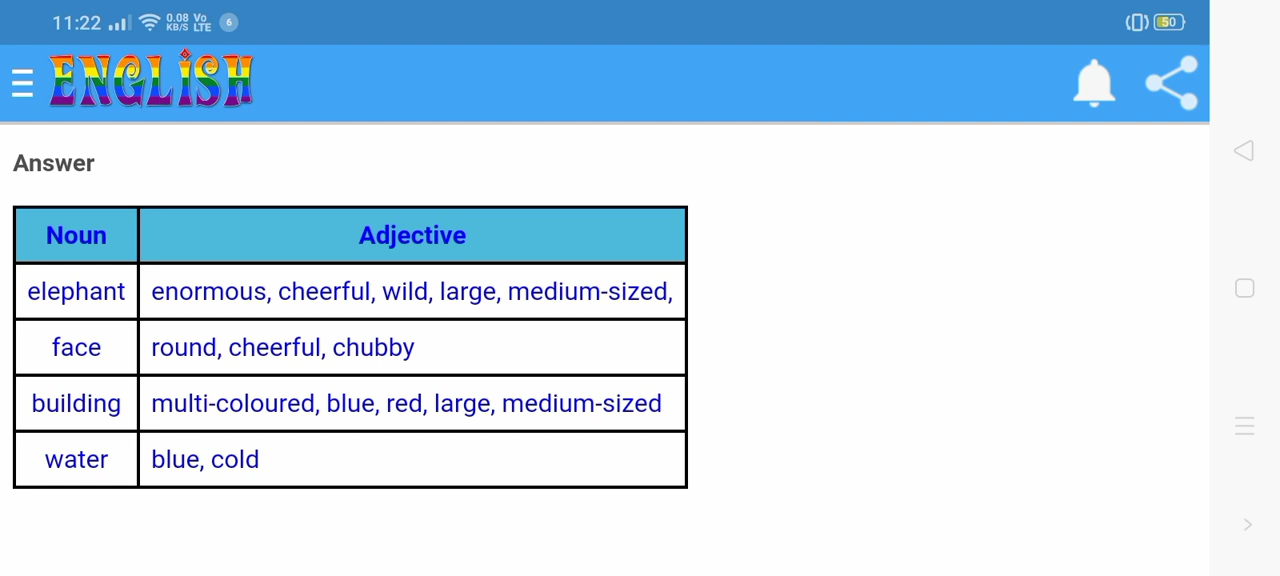 11:22 0.08 KB/S Vo LTE 6 50
ENGLISH
Answer
Noun Adjective
elephant enormous, cheerful, wild, large, medium-sized,
face round, cheerful, chubby
building multi-coloured, blue, red, large, medium-sized
water blue, cold